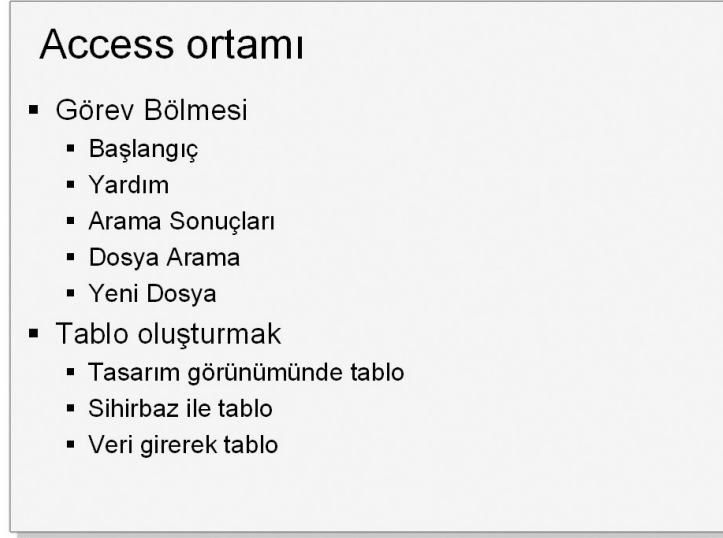 Access ortamı
Görev Bölmesi
Başlangıç
Yardım
Arama Sonuçları
Dosya Arama
Yeni Dosya
Tablo oluşturmak
Tasarım görünümünde tablo
Sihirbaz ile tablo
Veri girerek tablo